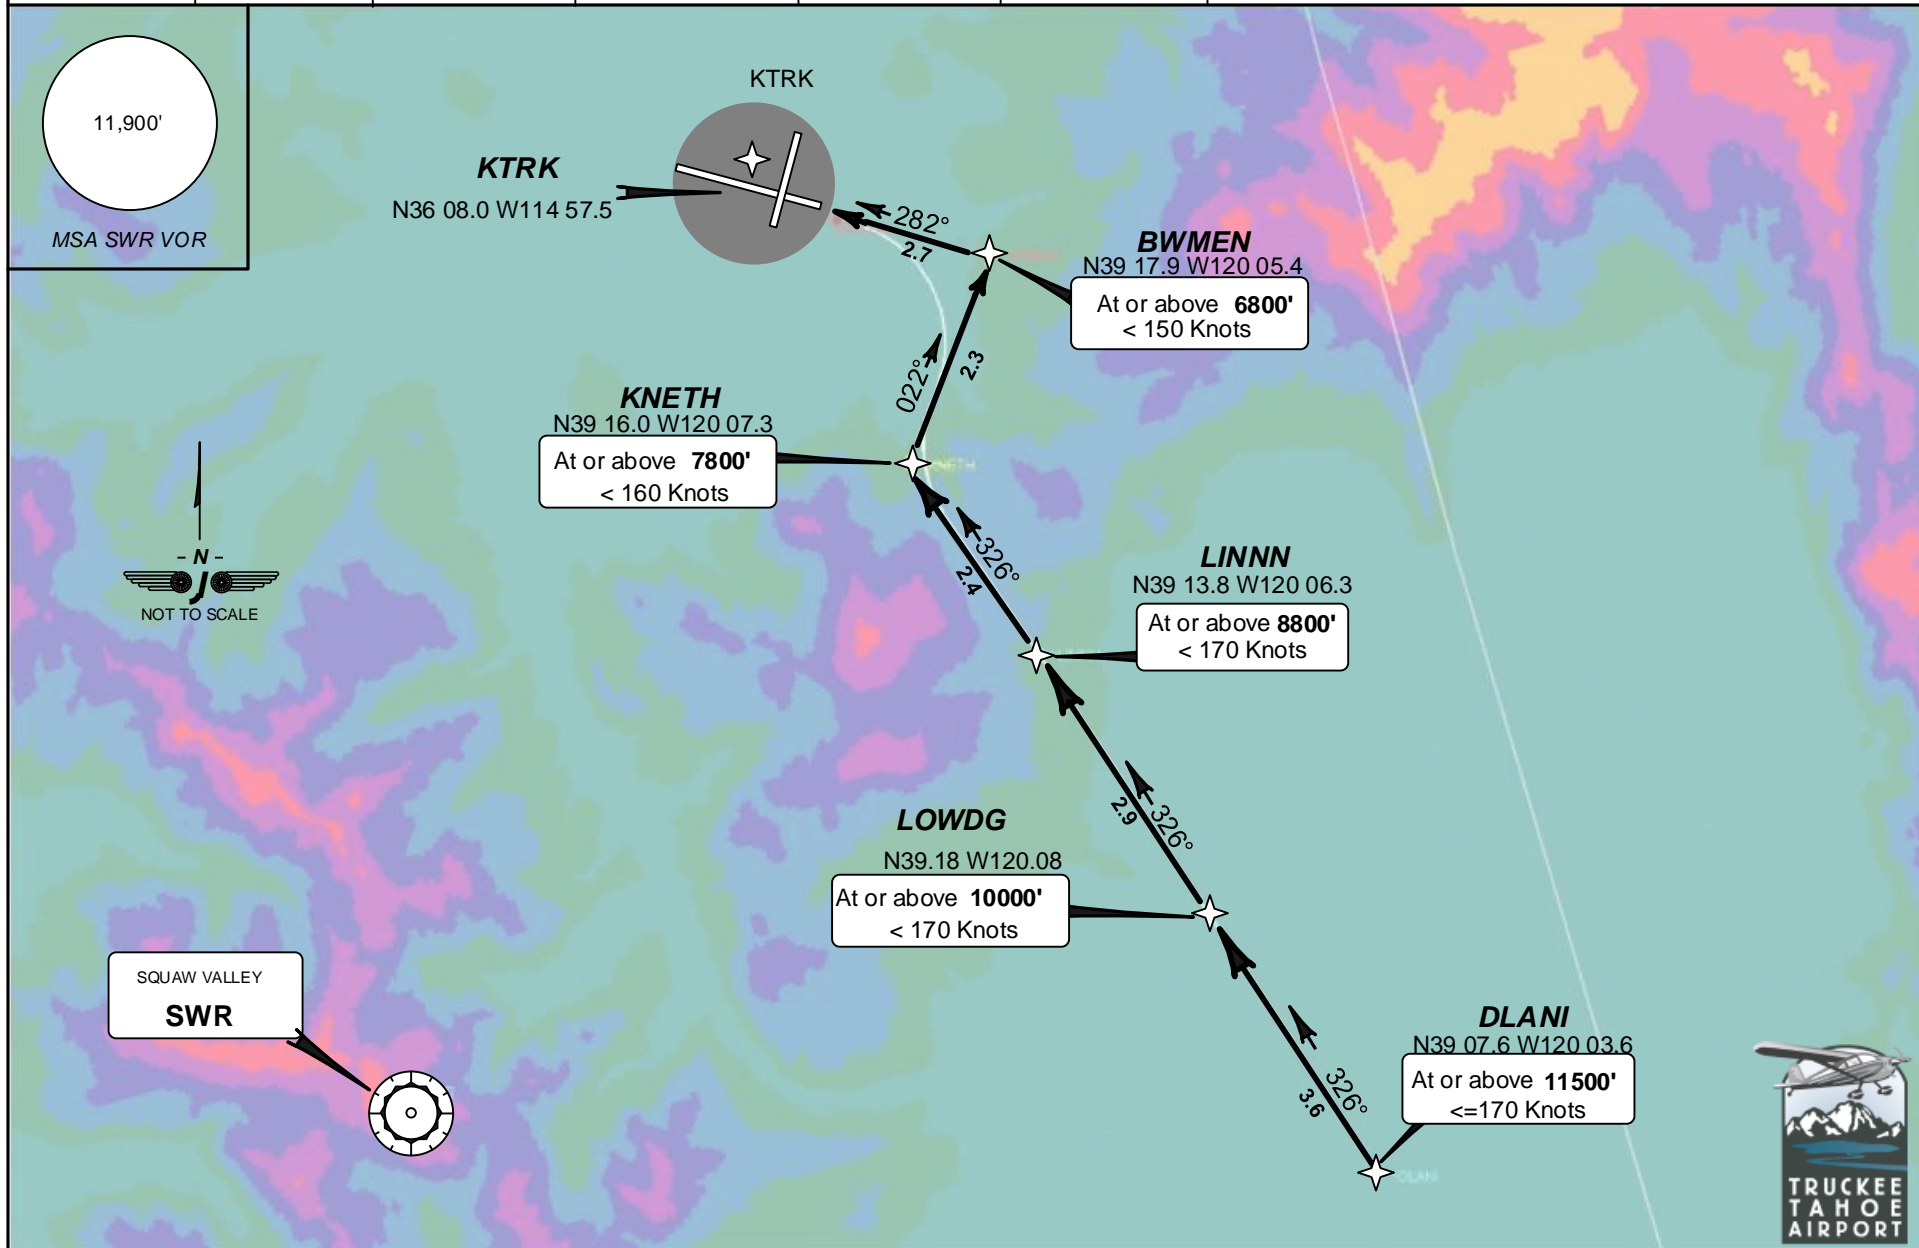 11,900'
MSA SWR VOR
KTRK
KTRK
N36 08.0 W114 57.5
282°
2.7
BWMEN
N39 17.9 W120 05.4
At or above 6800'
< 150 Knots
022°
2.3
KNETH
N39 16.0 W120 07.3
At or above 7800'
< 160 Knots
326°
2.4
- N -
NOT TO SCALE
LINNN
N39 13.8 W120 06.3
At or above 8800'
< 170 Knots
326°
2.9
LOWDG
N39.18 W120.08
At or above 10000'
< 170 Knots
SQUAW VALLEY
SWR
326°
3.6
DLANI
N39 07.6 W120 03.6
At or above 11500'
<=170 Knots
DLANI
TRUCKEE
TAHOE
AIRPORT